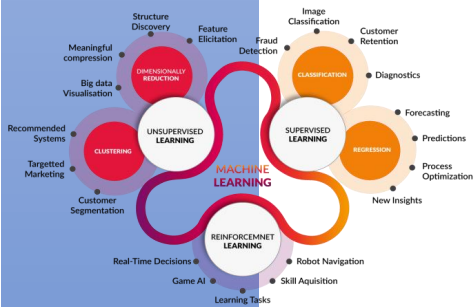 Structure
Discovery
Feature
Elicitation
Meaningful
compression
Big data
Visualisation
DIMENSIONALLY
REDUCTION
Recommended
Systems
Targetted
Marketing
Customer
Segmentation
CLUSTERING
UNSUPERVISED
LEARNING
Image
Classification
Fraud
Detection
Customer
Retention
Diagnostics
CLASSIFICATION
Forecasting
Predictions
Process
Optimization
New Insights
REGRESSION
SUPERVISED
LEARNING
MACHINE
LEARNING
REINFORCEMNET
LEARNING
Real-Time Decisions
Game AI
Learning Tasks
Skill Aquisition
Robot Navigation